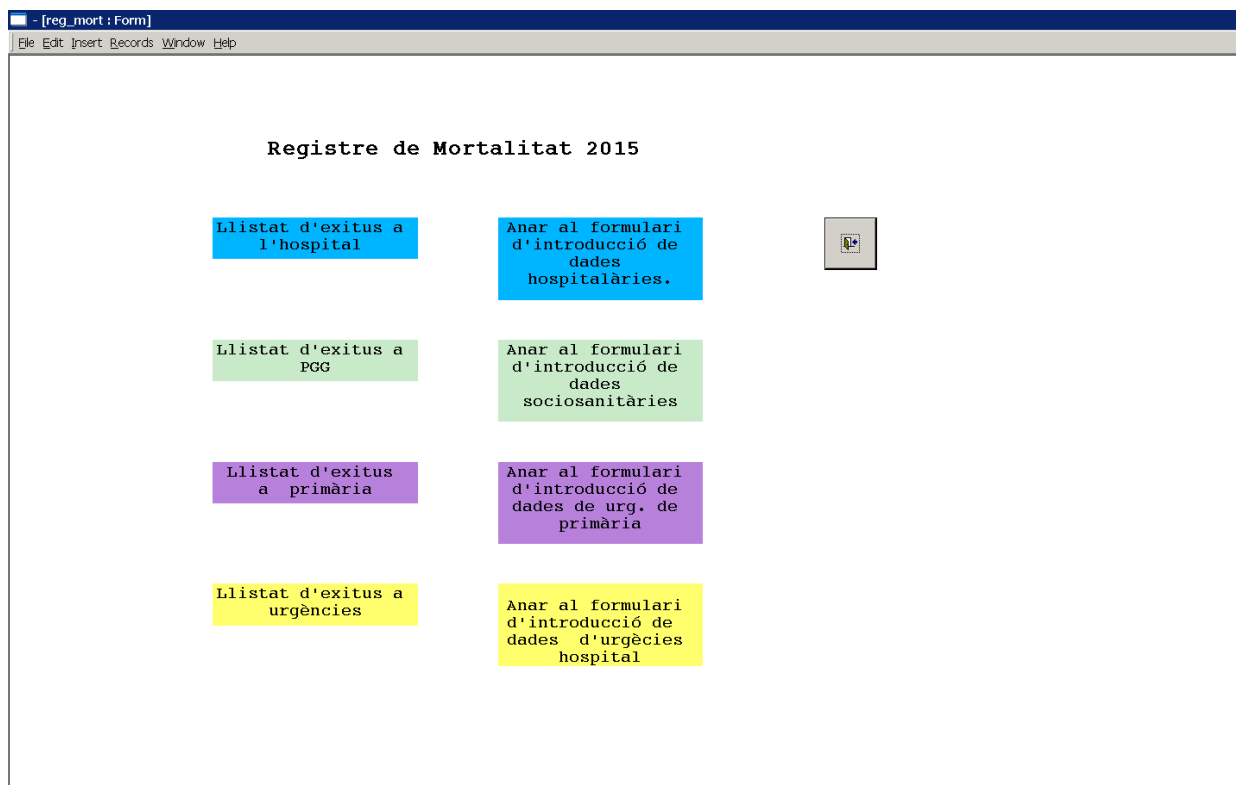 - [reg_mort : Form]
File Edit Insert Records Window Help
Registre de Mortalitat 2015
Llistat d'exitus a
l'hospital
Anar al formulari
d'introducció de
dades
hospitalàries.
Llistat d'exitus a
PGG
Anar al formulari
d'introducció de
dades
sociosanitàries
Llistat d'exitus
a primària
Anar al formulari
d'introducció de
dades de urg. de
primària
Llistat d'exitus a
urgències
Anar al formulari
d'introducció de
dades d'urgècies
hospital